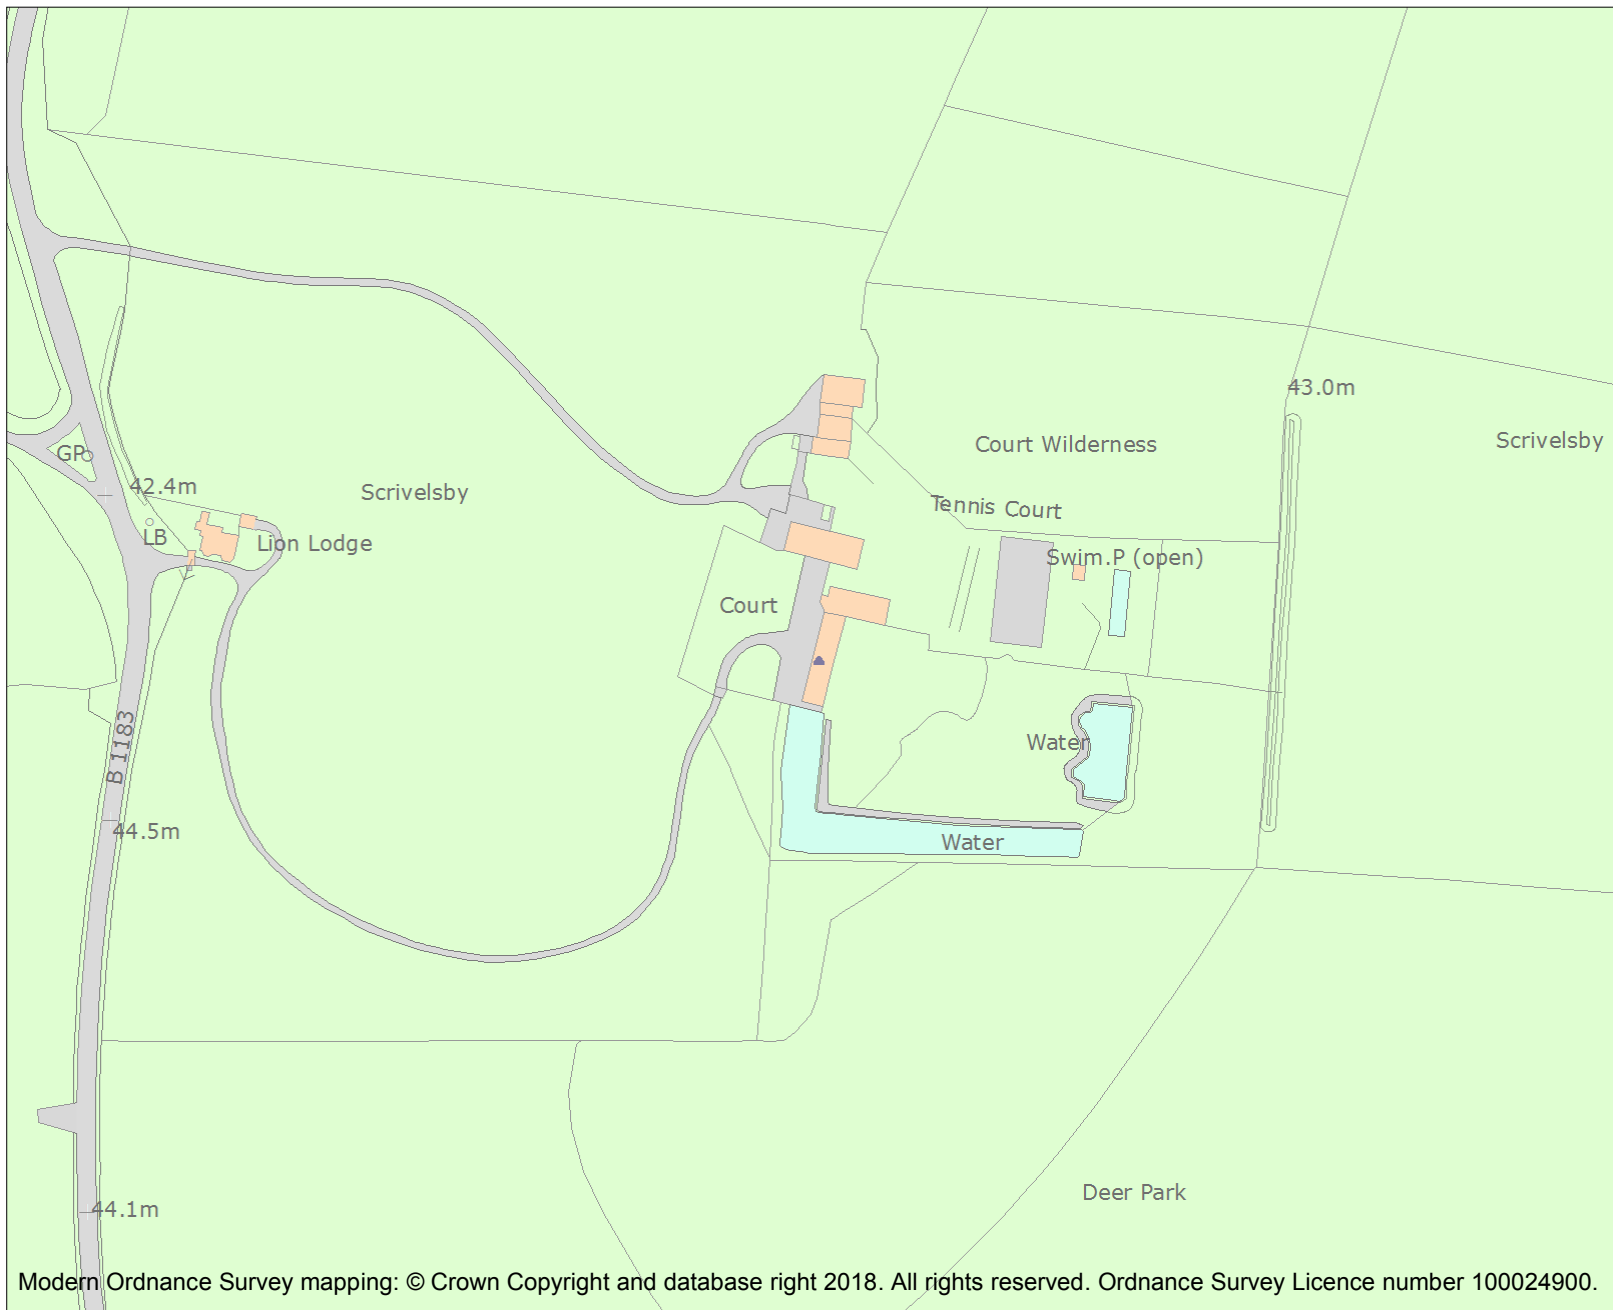 43.0m
Scrivelsby
Court Wilderness
GP
42.4m
Scrivelsby
Tennis Court
LB
Lion Lodge
Swim.P (open)
Court
B 1183
Water
44.5m
Water
Deer Park
44.1m
Modern Ordnance Survey mapping: © Crown Copyright and database right 2018. All rights reserved. Ordnance Survey Licence number 100024900.